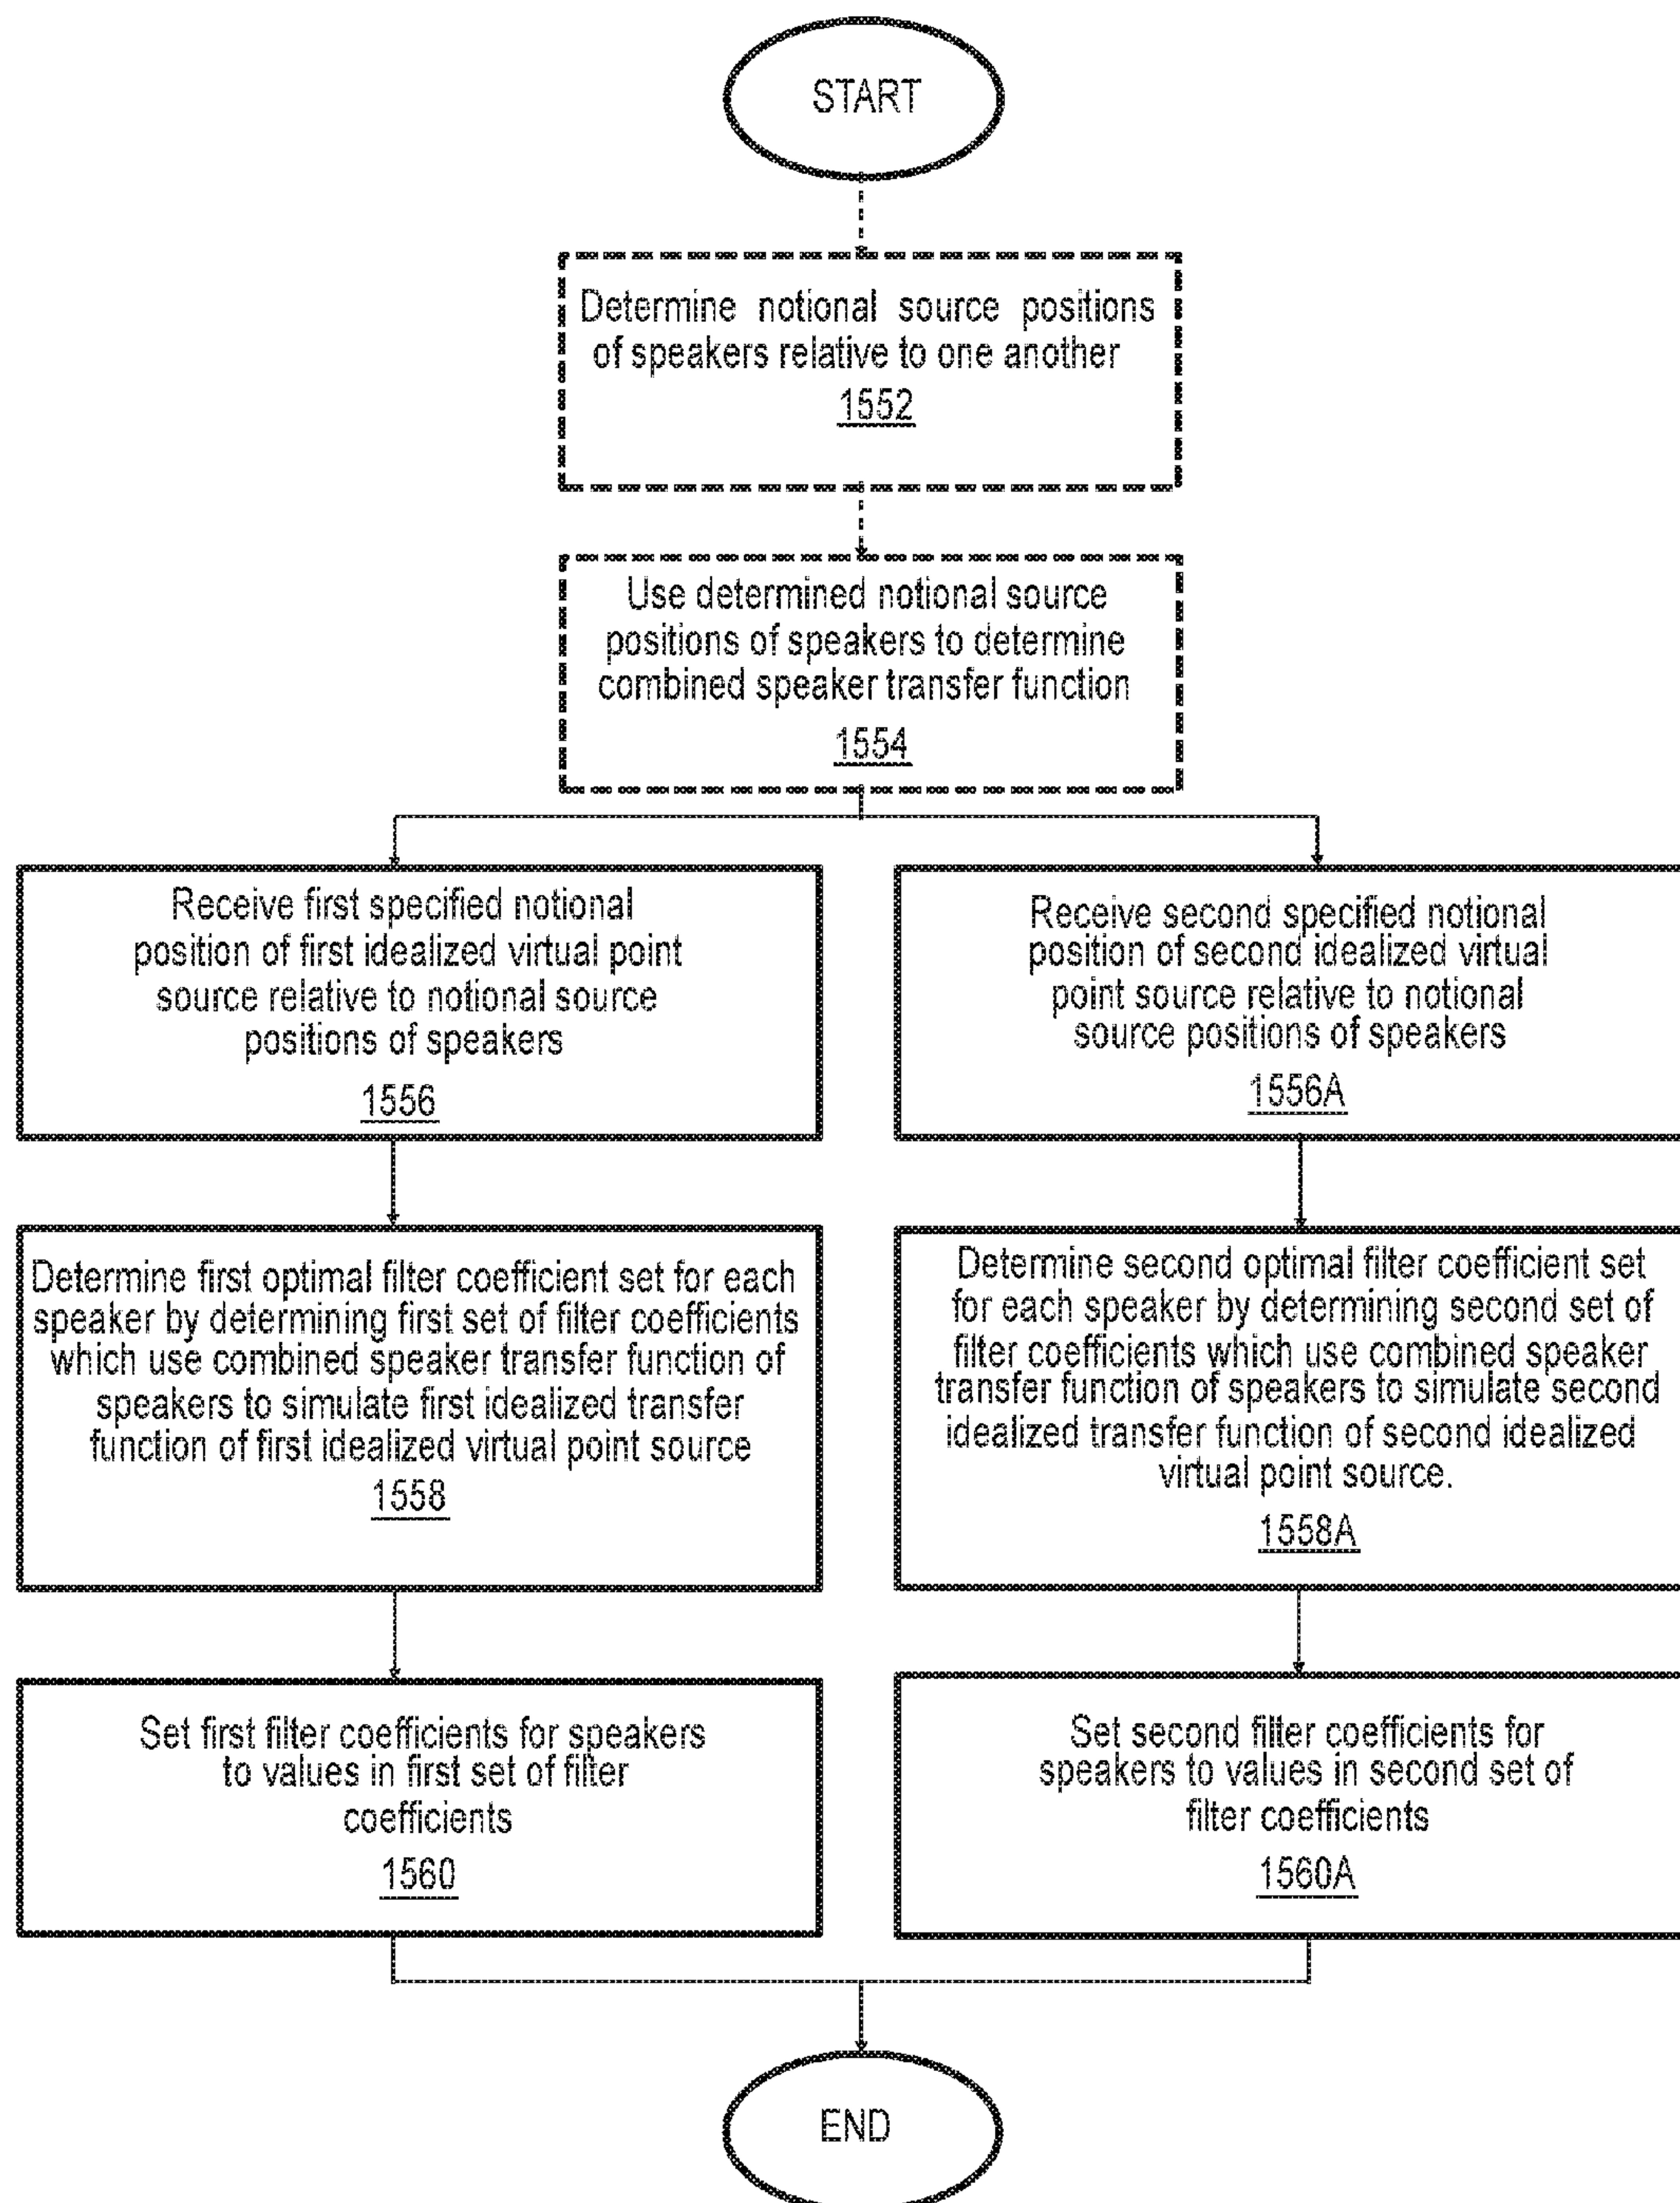 START
Determine notional source positions
of speakers relative to one another
1552
Use determined notional source
positions of speakers to determine
combined speaker transfer function
1554
Receive first specified notional
position of first idealized virtual point
source relative to notional source
positions of speakers
1556
Receive second specified notional
position of second idealized virtual
point source relative to notional
source positions of speakers
1556A
Determine first optimal filter coefficient set for each
speaker by determining first set of filter coefficients
which use combined speaker transfer function of
speakers to simulate first idealized transfer
function of first idealized virtual point source
1558
Determine second optimal filter coefficient set
for each speaker by determining second set of
filter coefficients which use combined speaker
transfer function of speakers to simulate second
idealized transfer function of second idealized
virtual point source.
1558A
Set first filter coefficients for speakers
to values in first set of filter
coefficients
1560
Set second filter coefficients for
speakers to values in second set of
filter coefficients
1560A
END